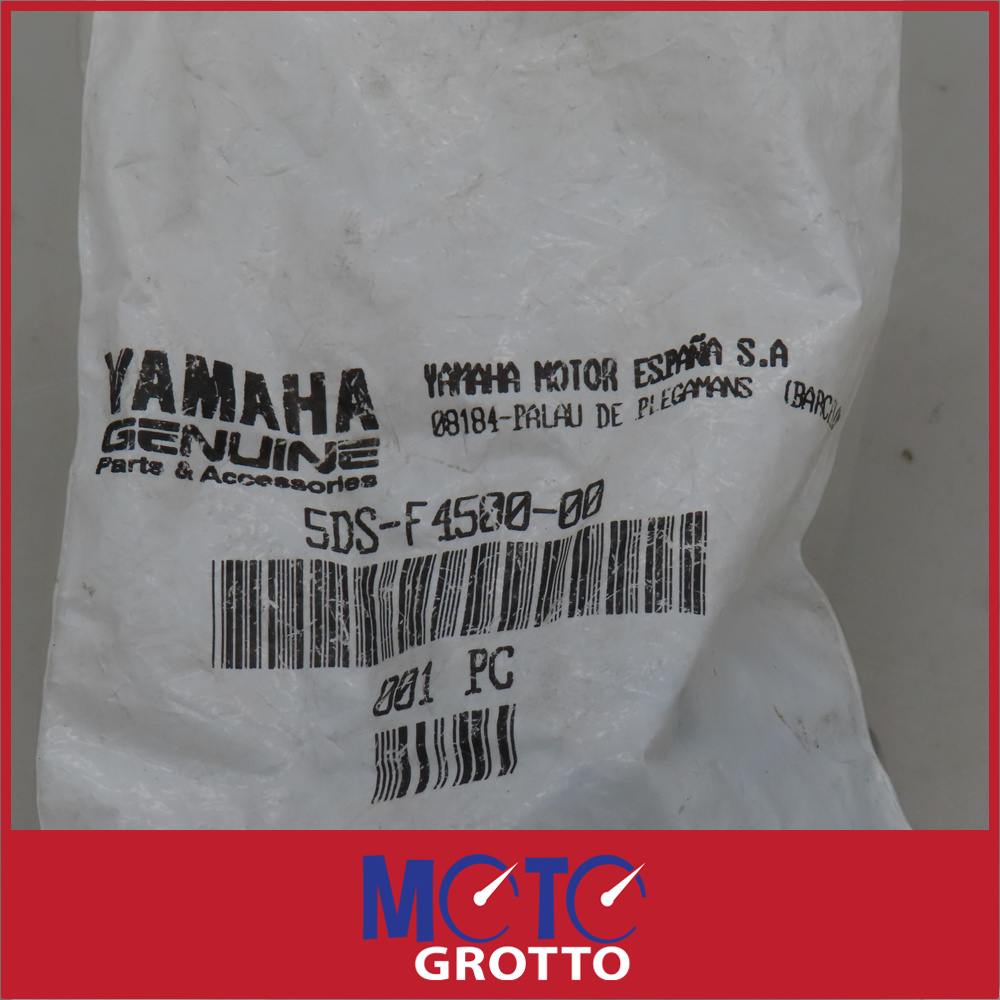 YAMAHA
GENUINE
Parts & Accessories
YAMAHA MOTOR ESPAÑA S.A
08184-PALAU DE PLEGAMANS
5DS-F4500-00
001 PC
MOTO
GROTTO